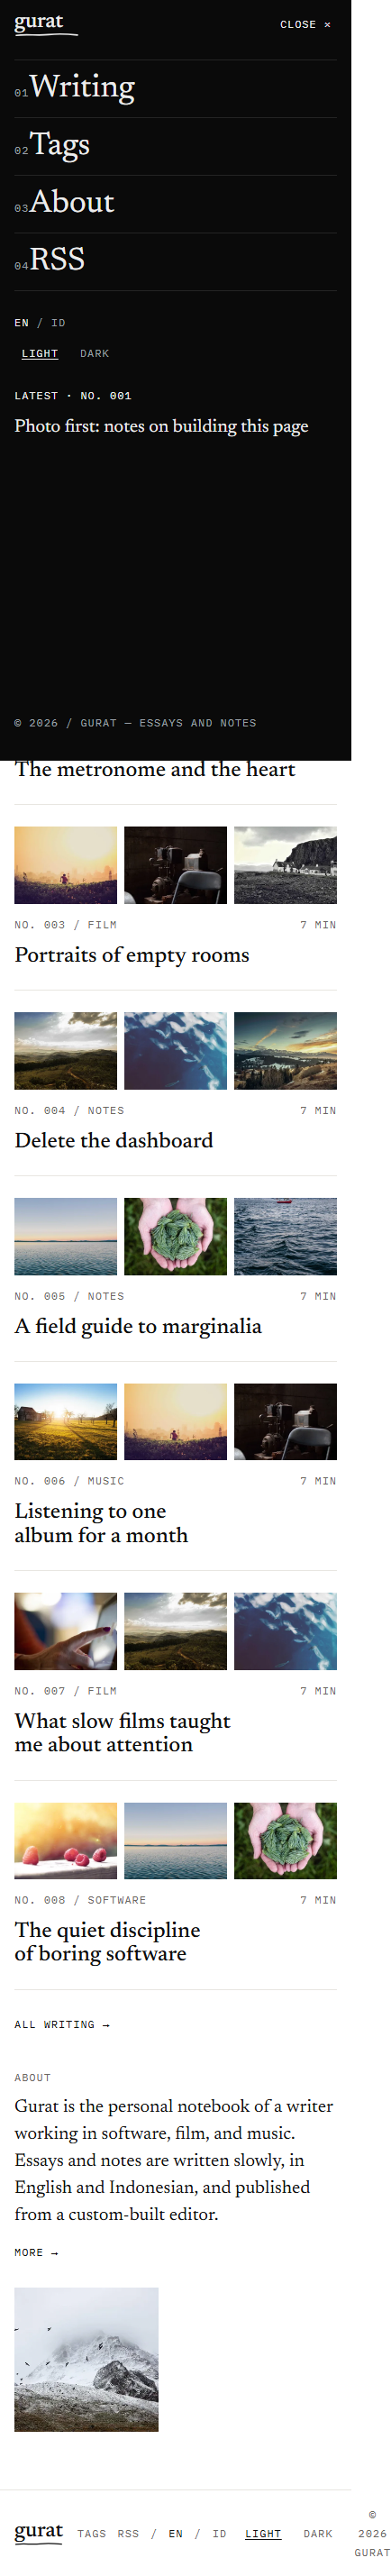 gurat
CLOSE ×
01 Writing
02 Tags
03 About
04 RSS
EN / ID
LIGHT DARK
LATEST · NO. 001
Photo first: notes on building this page
© 2026 / GURAT — ESSAYS AND NOTES
The metronome and the heart
NO. 003 / FILM 7 MIN
Portraits of empty rooms
NO. 004 / NOTES 7 MIN
Delete the dashboard
NO. 005 / NOTES 7 MIN
A field guide to marginalia
NO. 006 / MUSIC 7 MIN
Listening to one
album for a month
NO. 007 / FILM 7 MIN
What slow films taught
me about attention
NO. 008 / SOFTWARE 7 MIN
The quiet discipline
of boring software
ALL WRITING →
ABOUT
Gurat is the personal notebook of a writer
working in software, film, and music.
Essays and notes are written slowly, in
English and Indonesian, and published
from a custom-built editor.
MORE →
gurat TAGS RSS / EN / ID LIGHT DARK
©
2026
GURAT